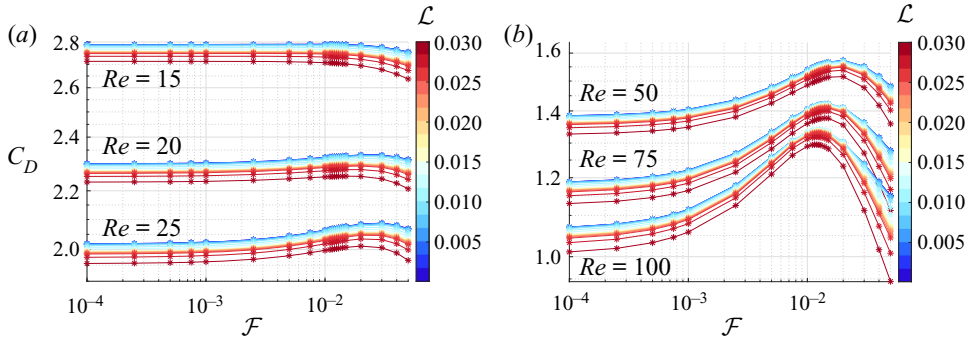 (a)
2.8
2.6
2.4
2.2
2.0
C_D
Re = 15
Re = 20
Re = 25
10⁻⁴
10⁻³
10⁻²
ℱ
ℒ
0.030
0.025
0.020
0.015
0.010
0.005
(b)
1.6
1.4
1.2
1.0
Re = 50
Re = 75
Re = 100
10⁻⁴
10⁻³
10⁻²
ℱ
ℒ
0.030
0.025
0.020
0.015
0.010
0.005